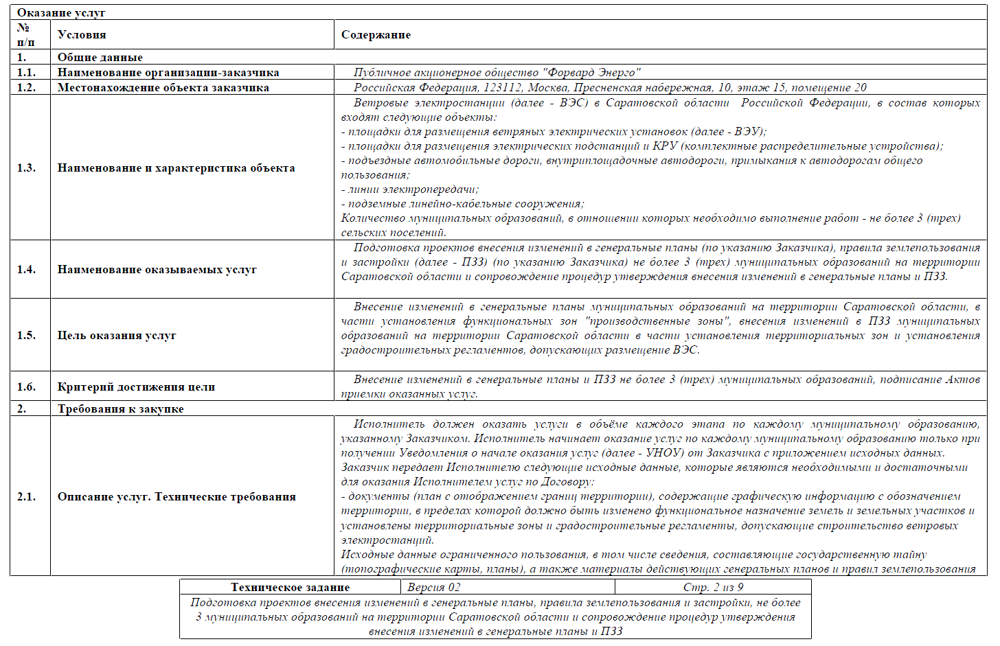 Оказание услуг
№
п/п
Условия
Содержание
1.
Общие данные
1.1.
Наименование организации-заказчика
Публичное акционерное общество "Форвард Энерго"
1.2.
Местонахождение объекта заказчика
Российская Федерация, 123112, Москва, Пресненская набережная, 10, этаж 15, помещение 20
1.3.
Наименование и характеристика объекта
Ветровые электростанции (далее - ВЭС) в Саратовской области Российской Федерации, в состав которых
входят следующие объекты:
- площадки для размещения ветряных электрических установок (далее - ВЭУ);
- площадки для размещения электрических подстанций и КРУ (комплектные распределительные устройства);
- подъездные автомобильные дороги, внутриплощадочные автодороги, примыкания к автодорогам общего
пользования;
- линии электропередачи;
- подземные линейно-кабельные сооружения;
Количество муниципальных образований, в отношении которых необходимо выполнение работ - не более 3 (трех)
сельских поселений.
1.4.
Наименование оказываемых услуг
Подготовка проектов внесения изменений в генеральные планы (по указанию Заказчика), правила землепользования
и застройки (далее - ПЗЗ) (по указанию Заказчика) не более 3 (трех) муниципальных образований на территории
Саратовской области и сопровождение процедур утверждения внесения изменений в генеральные планы и ПЗЗ.
1.5.
Цель оказания услуг
Внесение изменений в генеральные планы муниципальных образований на территории Саратовской области, в
части установления функциональных зон "производственные зоны", внесения изменений в ПЗЗ муниципальных
образований на территории Саратовской области в части установления территориальных зон и установления
градостроительных регламентов, допускающих размещение ВЭС.
1.6.
Критерий достижения цели
Внесение изменений в генеральные планы и ПЗЗ не более 3 (трех) муниципальных образований, подписание Актов
приемки оказанных услуг.
2.
Требования к закупке
2.1.
Описание услуг. Технические требования
Исполнитель должен оказать услуги в объёме каждого этапа по каждому муниципальному образованию,
указанному Заказчиком. Исполнитель начинает оказание услуг по каждому муниципальному образованию только при
получении Уведомления о начале оказания услуг (далее - УНОУ) от Заказчика с приложением исходных данных.
Заказчик передает Исполнителю следующие исходные данные, которые являются необходимыми и достаточными
для оказания Исполнителем услуг по Договору:
- документы (план с отображением границ территории), содержащие графическую информацию с обозначением
территории, в пределах которой должно быть изменено функциональное назначение земель и земельных участков и
установлены территориальные зоны и градостроительные регламенты, допускающие строительство ветровых
электростанций.
Исходные данные ограниченного пользования, в том числе сведения, составляющие государственную тайну
(топографические карты, планы), а также материалы действующих генеральных планов и правил землепользования
Техническое задание
Версия 02
Стр. 2 из 9
Подготовка проектов внесения изменений в генеральные планы, правила землепользования и застройки, не более
3 муниципальных образований на территории Саратовской области и сопровождение процедур утверждения
внесения изменений в генеральные планы и ПЗЗ